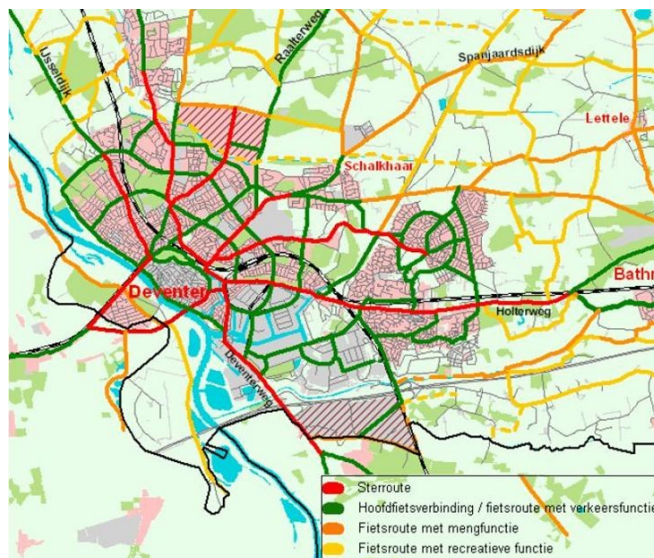 IJsseldijk
Raalterweg
Spanjaardsdijk
Lettele
Schalkhaar
Deventer
Bathm
Holterweg
Deventerweg
Sterroute
Hoofdfietsverbinding / fietsroute met verkeersfunctie
Fietsroute met mengfunctie
Fietsroute met recreatieve functie